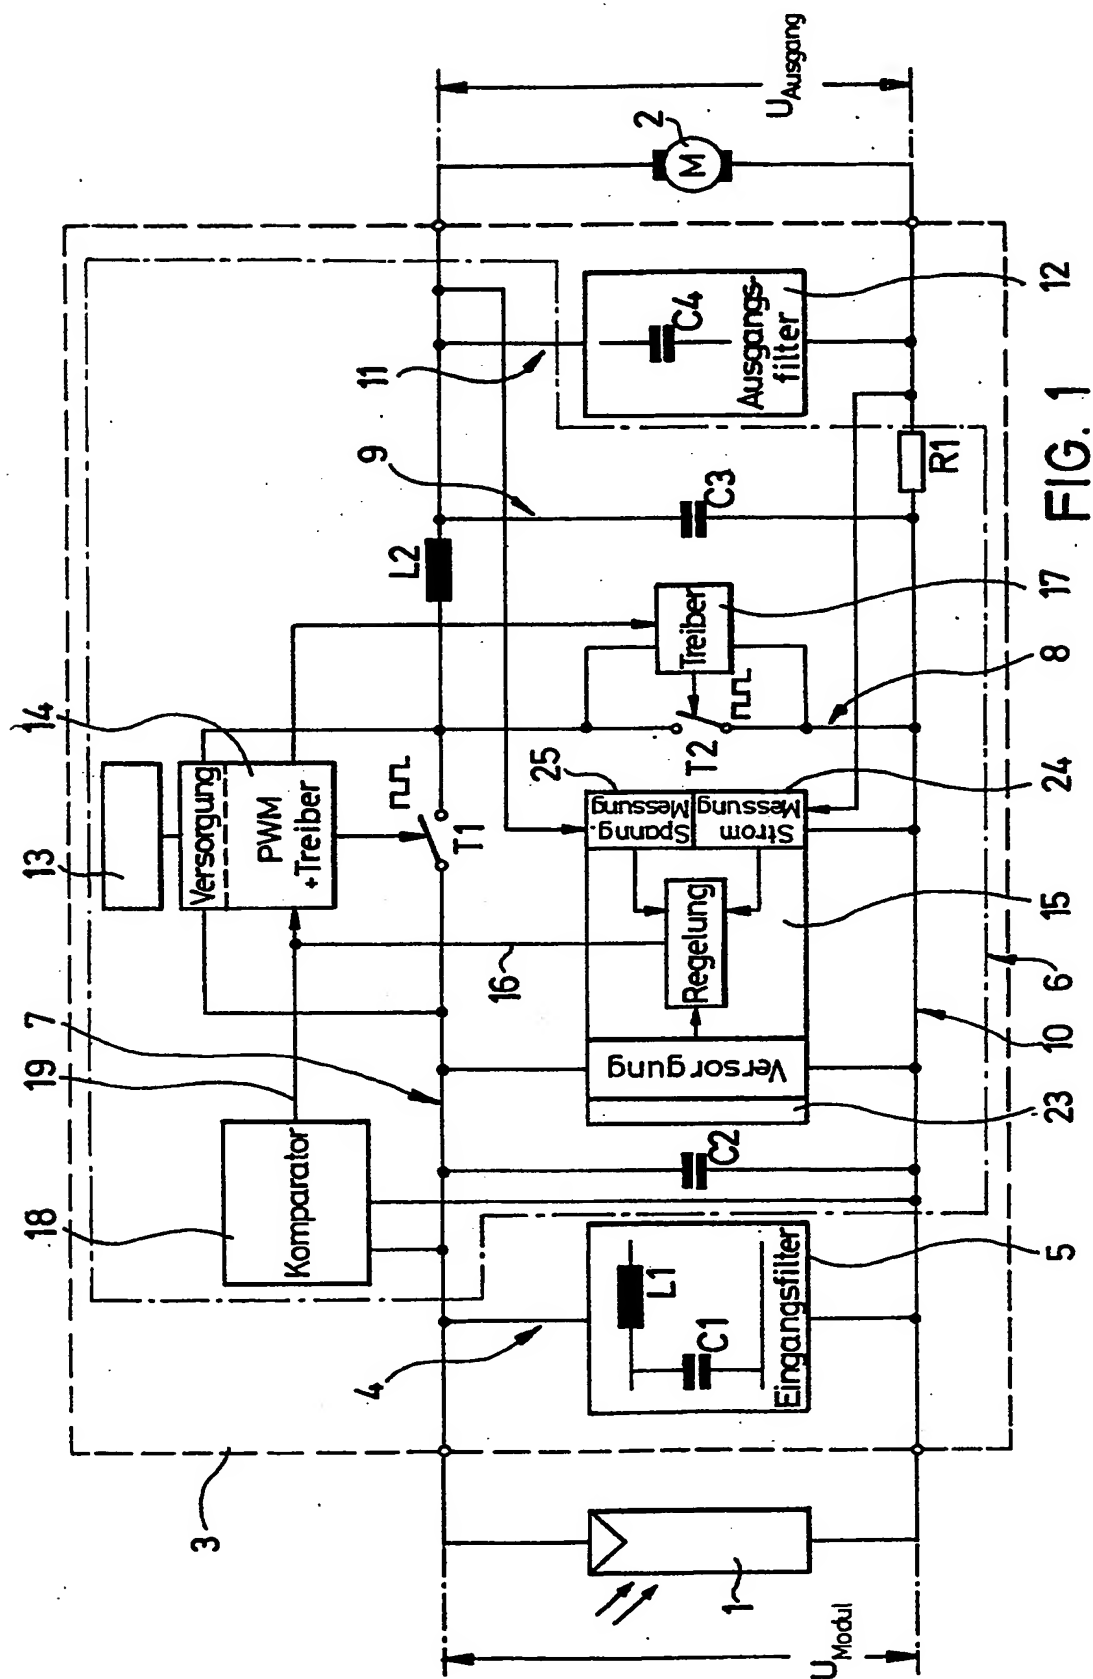 14
13
Versorgung
PWM
+Treiber
7
19
18
Komparator
16
T1
L2
9
11
C3
C4
Ausgangs-
filter
12
M
2
U Ausgang
R1
Treiber
17
T2
8
25
Spanng.
Messung
Strom
Messung
24
Regelung
15
6
Versorgung
10
23
C2
4
L1
C1
Eingangsfilter
5
3
1
U Modul
FIG. 1